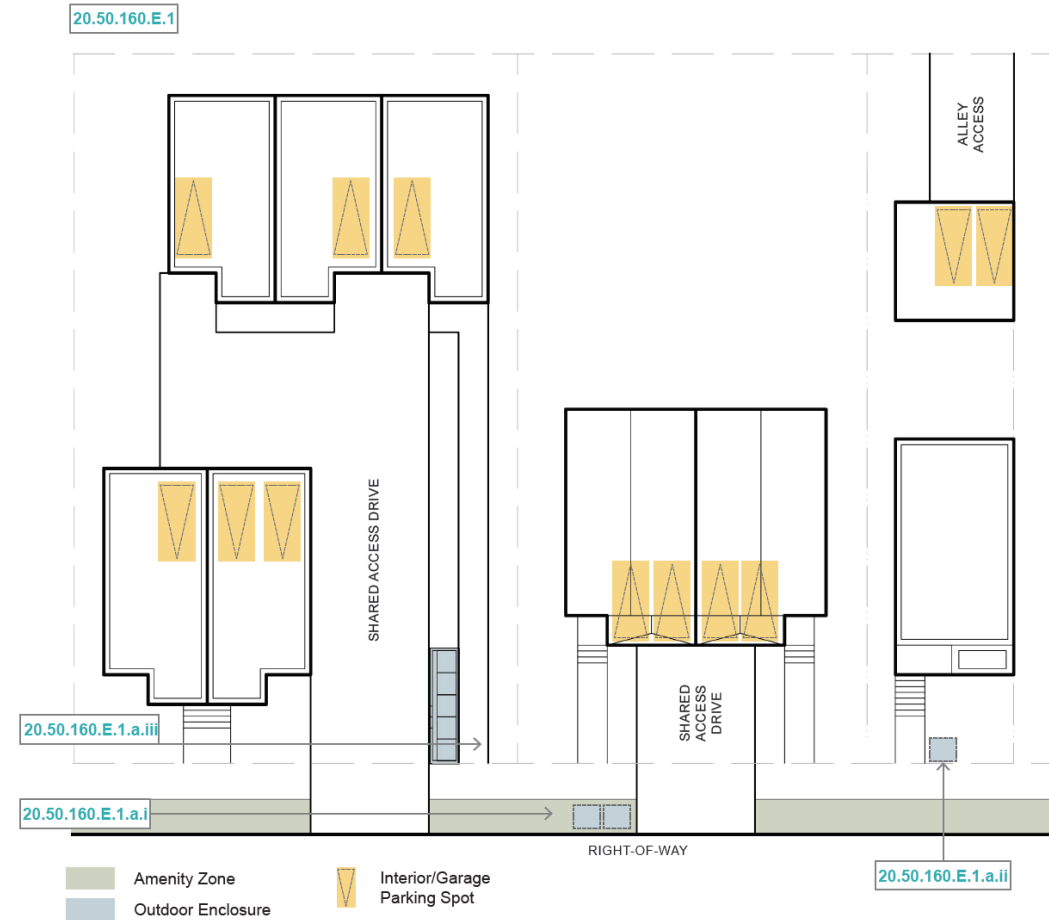 20.50.160.E.1
ALLEY
ACCESS
SHARED ACCESS DRIVE
SHARED
ACCESS
DRIVE
20.50.160.E.1.a.iii
20.50.160.E.1.a.i
RIGHT-OF-WAY
20.50.160.E.1.a.ii
Amenity Zone
Outdoor Enclosure
Interior/Garage
Parking Spot